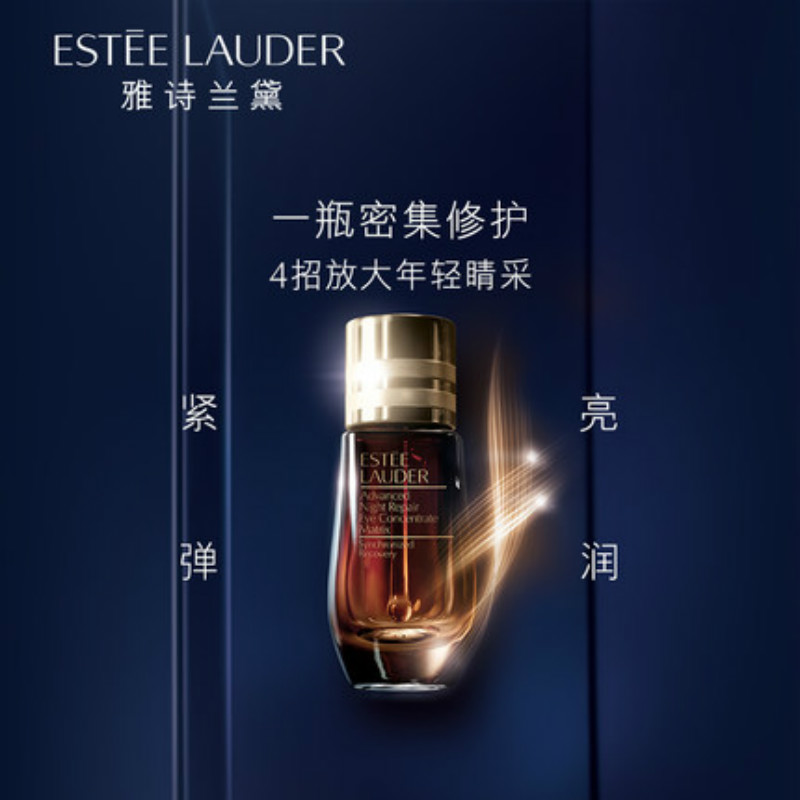 ESTĒE LAUDER
雅诗兰黛
一瓶密集修护
4招放大年轻睛采
紧
亮
弹
润
ESTĒE
LAUDER
Advanced
Night Repair
Eye Concentrate
Matrix
Synchronized
Recovery